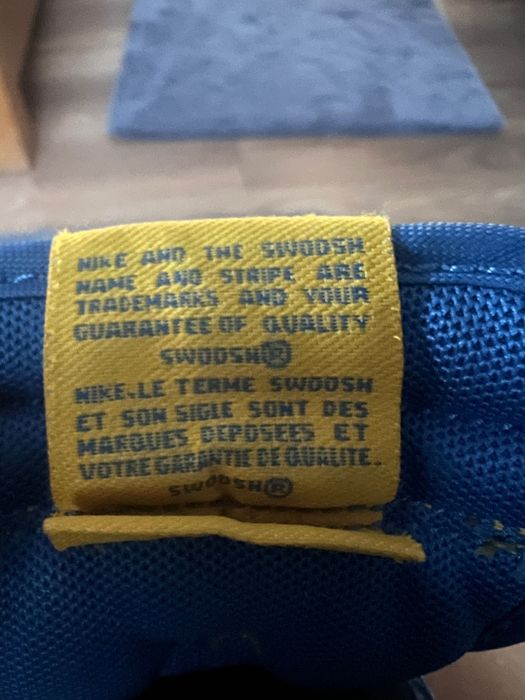 NIKE AND THE SWOOSH
NAME AND STRIPE ARE
TRADEMARKS AND YOUR
GUARANTEE OF QUALITY
SWOOSH®
NIKE.LE TERME SWOOSH
ET SON SIGLE SONT DES
MARQUES DEPOSEES ET
VOTRE GARANTIE DE QUALITE.
SWOOSH®